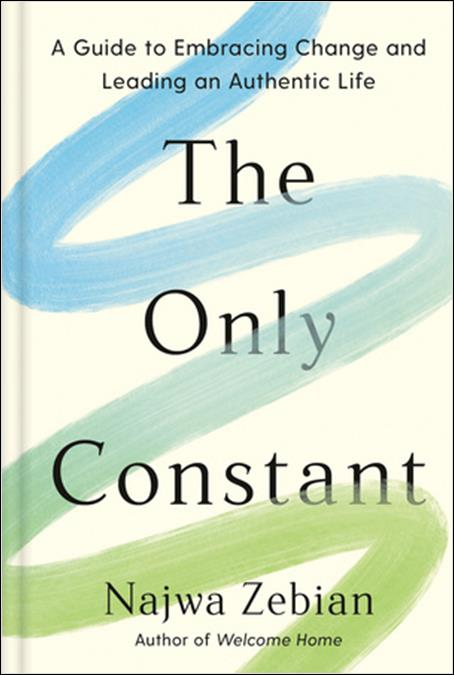 A Guide to Embracing Change and
Leading an Authentic Life
The
Only
Constant
Najwa Zebian
Author of Welcome Home